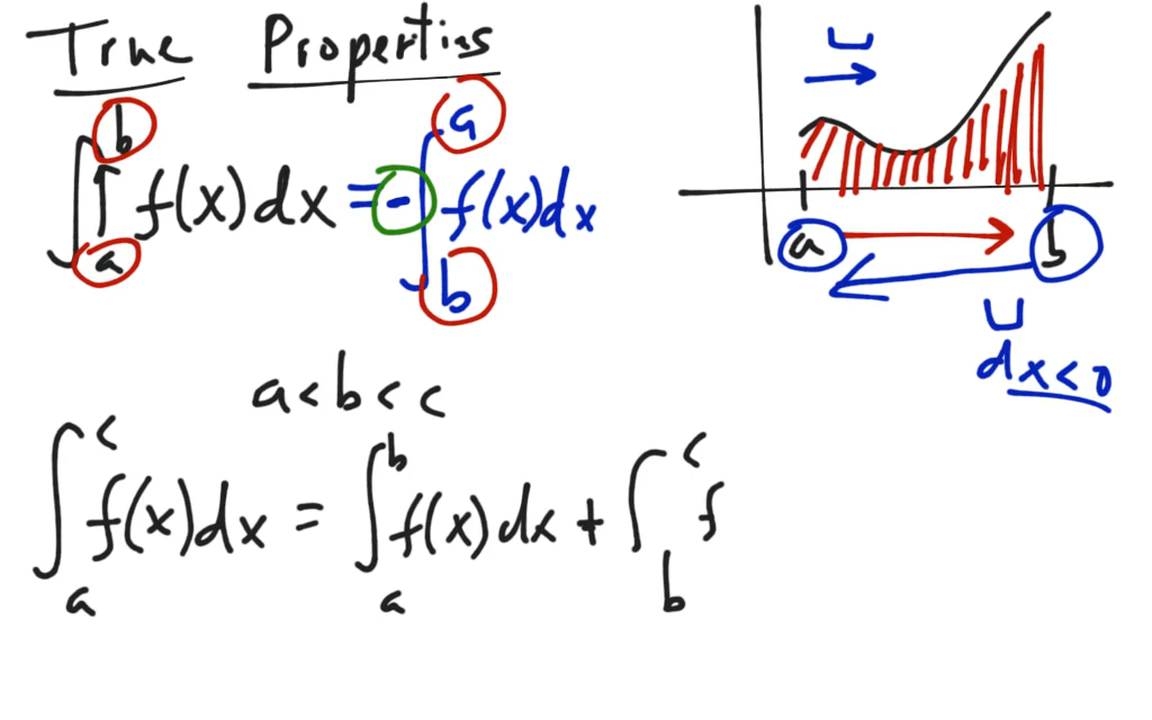 True Properties
∫_a^b f(x)dx = - ∫_b^a f(x)dx
a b
dx < 0
a < b < c
∫_a^c f(x)dx = ∫_a^b f(x)dx + ∫_b^c f